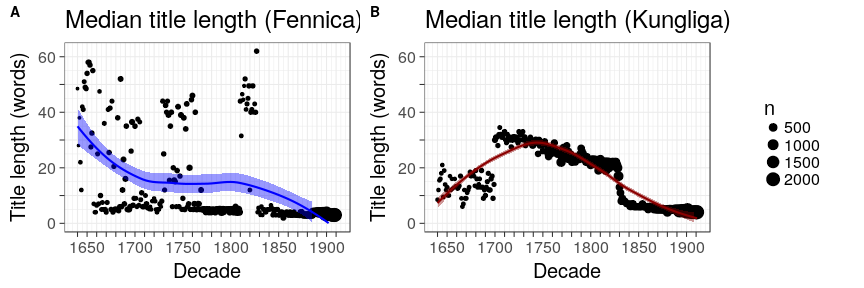 A
Median title length (Fennica)
Title length (words)
60
40
20
0
1650 1700 1750 1800 1850 1900
Decade
B
Median title length (Kungliga)
Title length (words)
60
40
20
0
1650 1700 1750 1800 1850 1900
Decade
n
500
1000
1500
2000